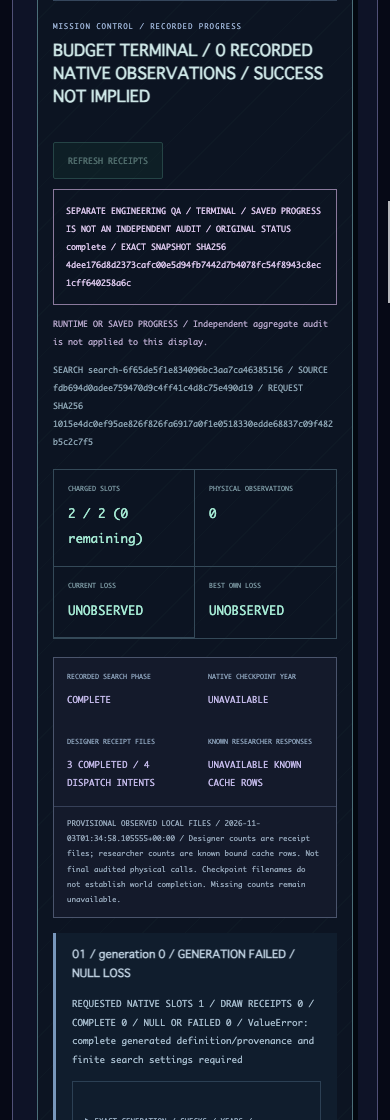 MISSION CONTROL / RECORDED PROGRESS
BUDGET TERMINAL / 0 RECORDED
NATIVE OBSERVATIONS / SUCCESS
NOT IMPLIED
REFRESH RECEIPTS
SEPARATE ENGINEERING QA / TERMINAL / SAVED PROGRESS
IS NOT AN INDEPENDENT AUDIT / ORIGINAL STATUS
complete / EXACT SNAPSHOT SHA256
4dee176d8d2373cafc00e5d94fb7442d7b4078fc54f8943c8ec
1cff640258a6c
RUNTIME OR SAVED PROGRESS / Independent aggregate audit
is not applied to this display.
SEARCH search-6f65de5f1e834096bc3aa7ca46385156 / SOURCE
fdb694d0adee759470d9c4ff41c4d8c75e490d19 / REQUEST
SHA256
1015e4dc0ef95ae826f826fa6917a0f1e0518330edde68837c09f482
b5c2c7f5
CHARGED SLOTS
2 / 2 (0
remaining)
PHYSICAL OBSERVATIONS
0
CURRENT LOSS
UNOBSERVED
BEST OWN LOSS
UNOBSERVED
RECORDED SEARCH PHASE
COMPLETE
NATIVE CHECKPOINT YEAR
UNAVAILABLE
DESIGNER RECEIPT FILES
3 COMPLETED / 4
DISPATCH INTENTS
KNOWN RESEARCHER RESPONSES
UNAVAILABLE KNOWN
CACHE ROWS
PROVISIONAL OBSERVED LOCAL FILES / 2026-11-
03T01:34:58.105555+00:00 / Designer counts are receipt
files; researcher counts are known bound cache rows. Not
final audited physical calls. Checkpoint filenames do
not establish world completion. Missing counts remain
unavailable.
01 / generation 0 / GENERATION FAILED /
NULL LOSS
REQUESTED NATIVE SLOTS 1 / DRAW RECEIPTS 0 /
COMPLETE 0 / NULL OR FAILED 0 / ValueError:
complete generated definition/provenance and
finite search settings required
EXACT GENERATION / CHECKS / YEARS /